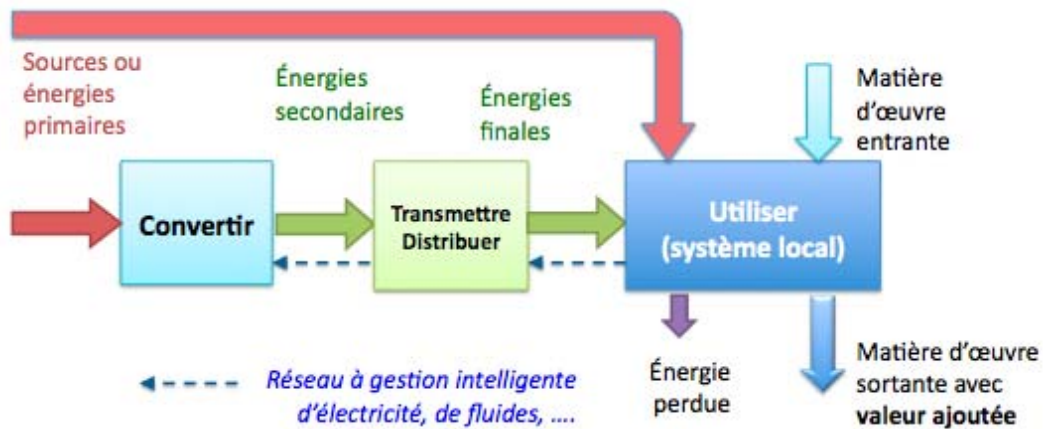 Sources ou
énergies
primaires
Énergies
secondaires
Énergies
finales
Matière
d'œuvre
entrante
Convertir
Transmettre
Distribuer
Utiliser
(système local)
Réseau à gestion intelligente
d'électricité, de fluides, ....
Énergie
perdue
Matière d'œuvre
sortante avec
valeur ajoutée